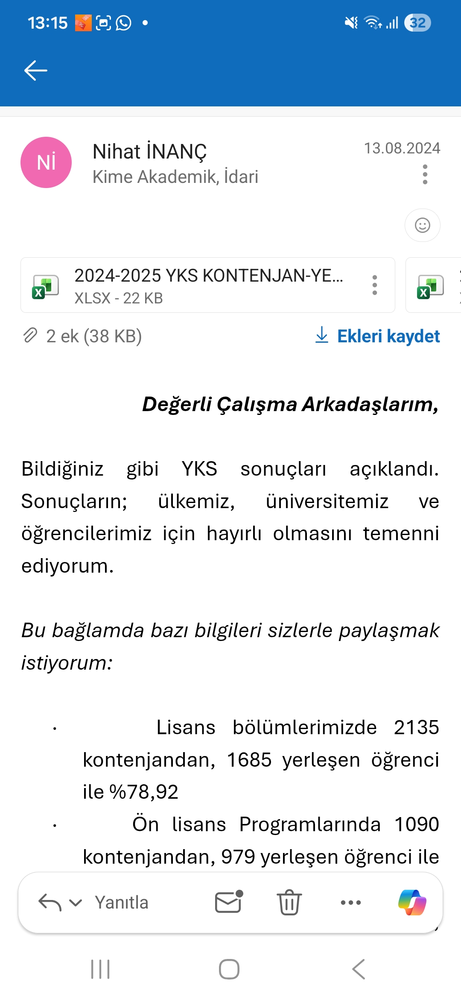 13:15
32
Nİ
Nihat İNANÇ
13.08.2024
Kime Akademik, İdari
2024-2025 YKS KONTENJAN-YE...
XLSX - 22 KB
2 ek (38 KB)
Ekleri kaydet
Değerli Çalışma Arkadaşlarım,
Bildiğiniz gibi YKS sonuçları açıklandı.
Sonuçların; ülkemiz, üniversitemiz ve
öğrencilerimiz için hayırlı olmasını temenni
ediyorum.
Bu bağlamda bazı bilgileri sizlerle paylaşmak
istiyorum:
· Lisans bölümlerimizde 2135
kontenjandan, 1685 yerleşen öğrenci
ile %78,92
· Ön lisans Programlarında 1090
kontenjandan, 979 yerleşen öğrenci ile
Yanıtla